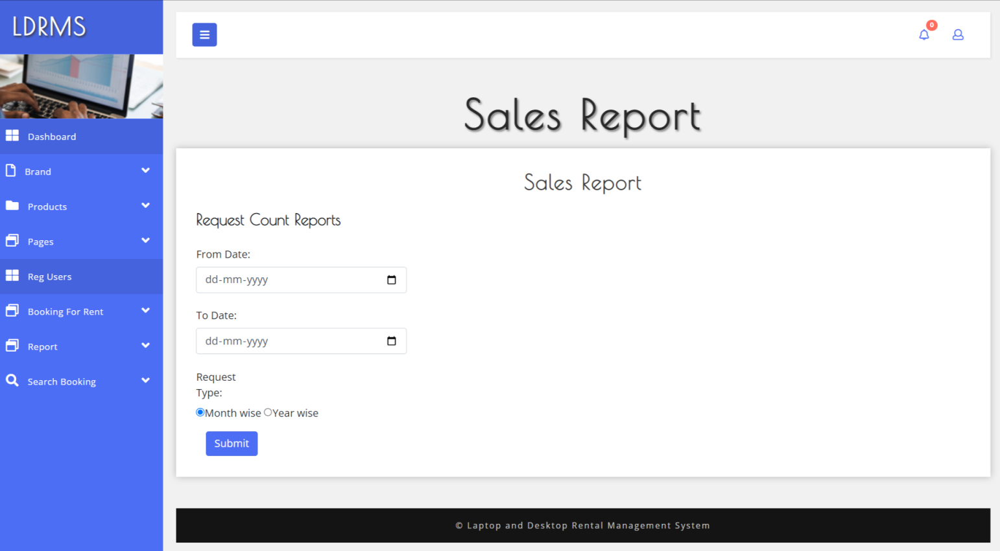 LDRMS
0
Dashboard
Brand
Products
Pages
Reg Users
Booking For Rent
Report
Search Booking
Sales Report
Sales Report
Request Count Reports
From Date:
dd-mm-yyyy
To Date:
dd-mm-yyyy
Request
Type:
Month wise Year wise
Submit
© Laptop and Desktop Rental Management System